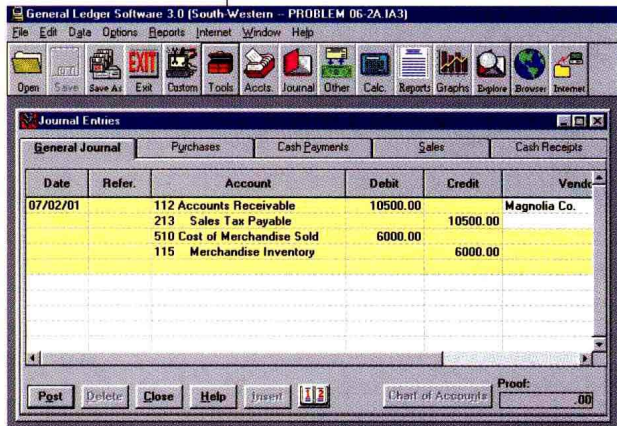 General Ledger Software 3.0 (South-Western -- PROBLEM 06-2A.IA3)
File Edit Data Options Reports Internet Window Help
EXIT
Open Save Save As Exit Custom Tools Accts. Journal Other Calc. Reports Graphs Explore Browser Internet
Journal Entries
General Journal Purchases Cash Payments Sales Cash Receipts
Date Refer. Account Debit Credit Vendo
07/02/01 112 Accounts Receivable 10500.00 Magnolia Co.
213 Sales Tax Payable 10500.00
510 Cost of Merchandise Sold 6000.00
115 Merchandise Inventory 6000.00
Proof:
Post Delete Close Help Insert Chart of Accounts .00